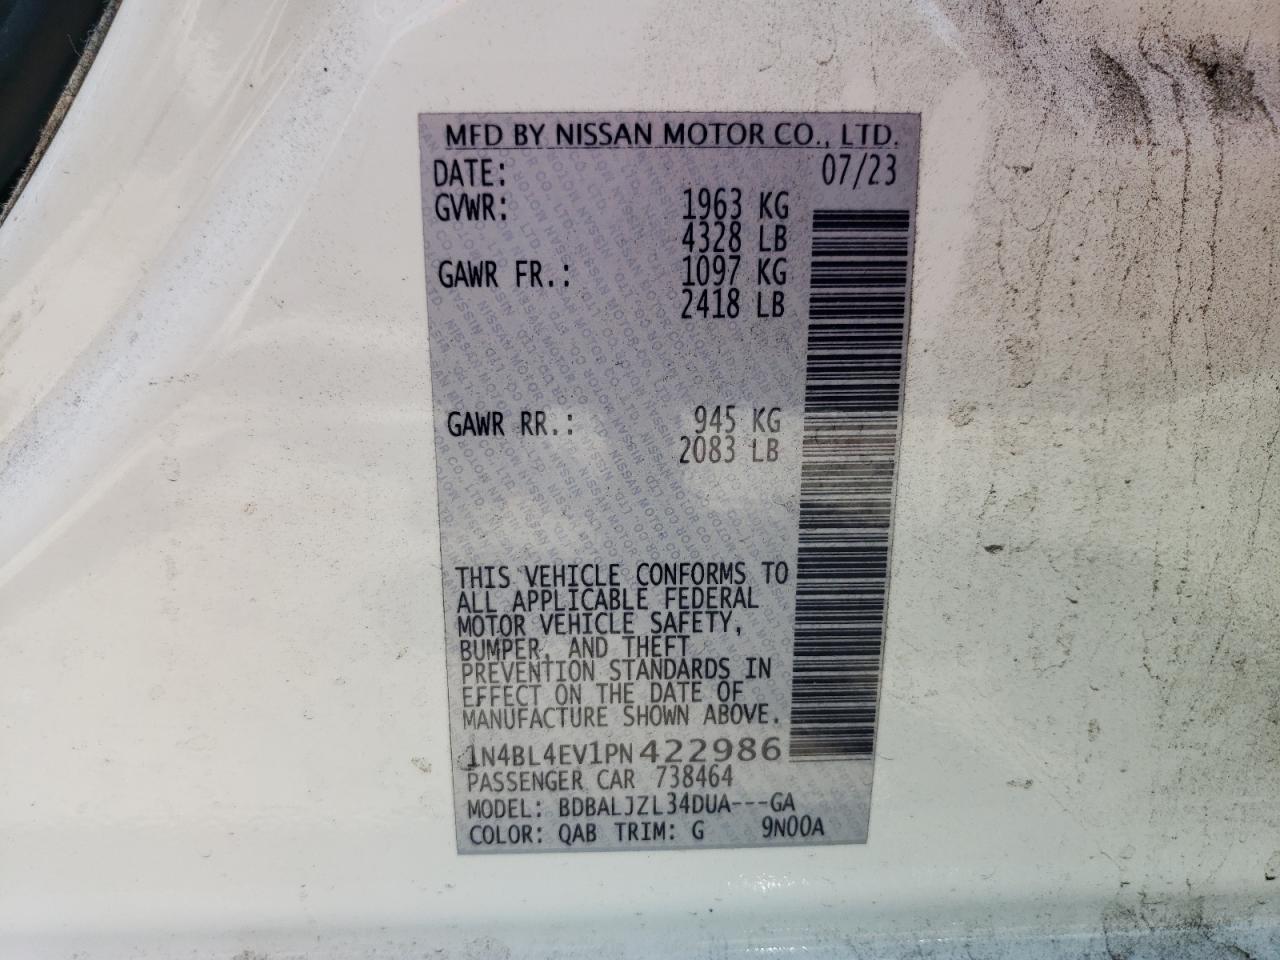 MFD BY NISSAN MOTOR CO., LTD.
DATE: 07/23
GVWR: 1963 KG
4328 LB
GAWR FR.: 1097 KG
2418 LB
GAWR RR.: 945 KG
2083 LB
THIS VEHICLE CONFORMS TO
ALL APPLICABLE FEDERAL
MOTOR VEHICLE SAFETY,
BUMPER, AND THEFT
PREVENTION STANDARDS IN
EFFECT ON THE DATE OF
MANUFACTURE SHOWN ABOVE.
1N4BL4EV1PN422986
PASSENGER CAR 738464
MODEL: BDBALJZL34DUA---GA
COLOR: QAB TRIM: G 9N00A